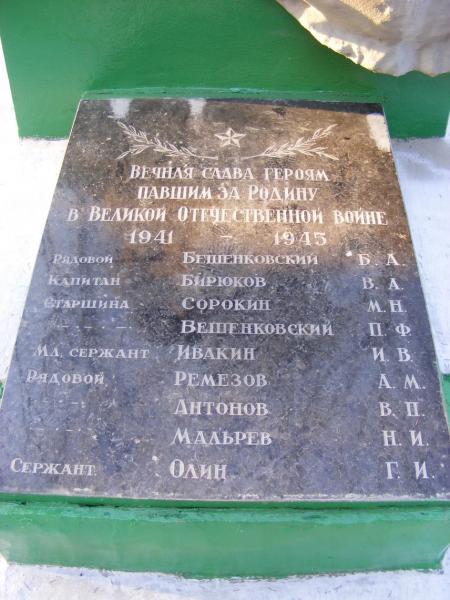 Вечная слава героям
павшим за Родину
в Великой Отечественной войне
1941 – 1945
Рядовой Бешенковский Б. А.
Капитан Бирюков В. А.
Старшина Сорокин М. Н.
- - - - Вешенковский П. Ф
Мл. сержант Ивакин И. В.
Рядовой Ремезов А. М.
- - - Антонов В. П.
- - - Мальрев Н. И.
Сержант Олин Г. И.